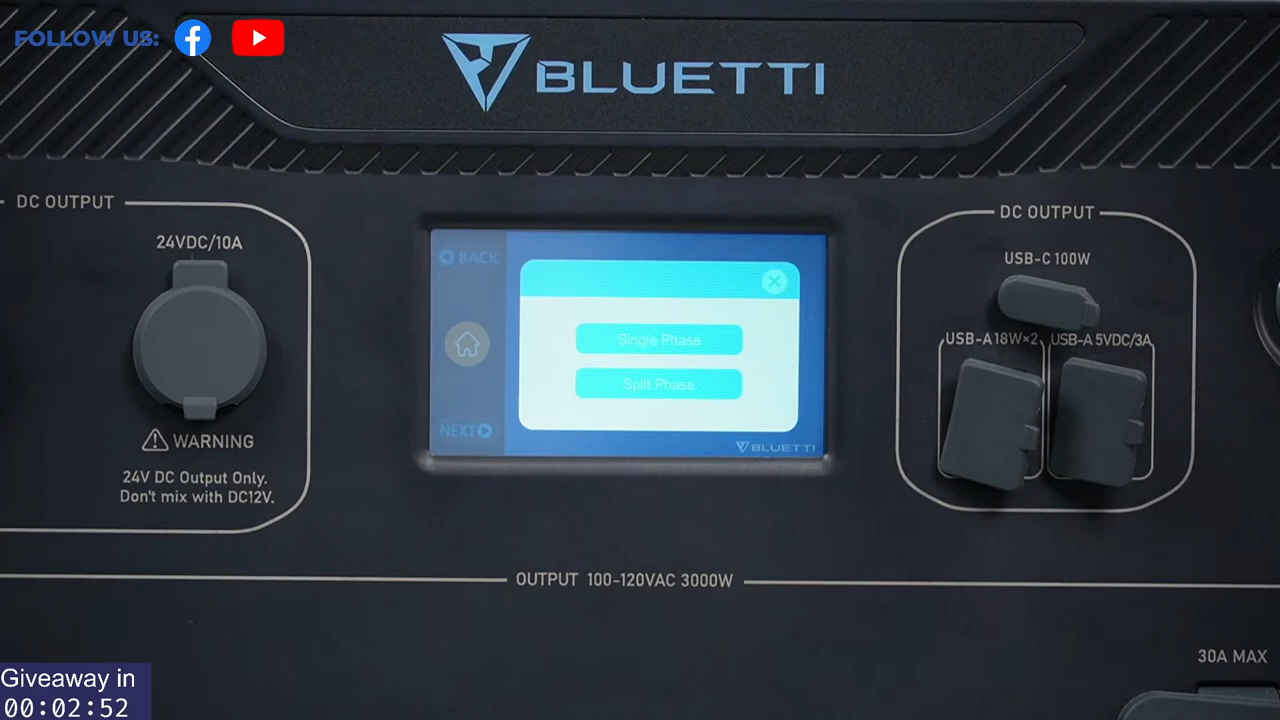 FOLLOW US:
BLUETTI
DC OUTPUT
24VDC/10A
WARNING
24V DC Output Only.
Don't mix with DC12V.
BACK
NEXT
Single Phase
Split Phase
BLUETTI
DC OUTPUT
USB-C 100W
USB-A 18W×2
USB-A 5VDC/3A
OUTPUT 100-120VAC 3000W
30A MAX
Giveaway in
00:02:52